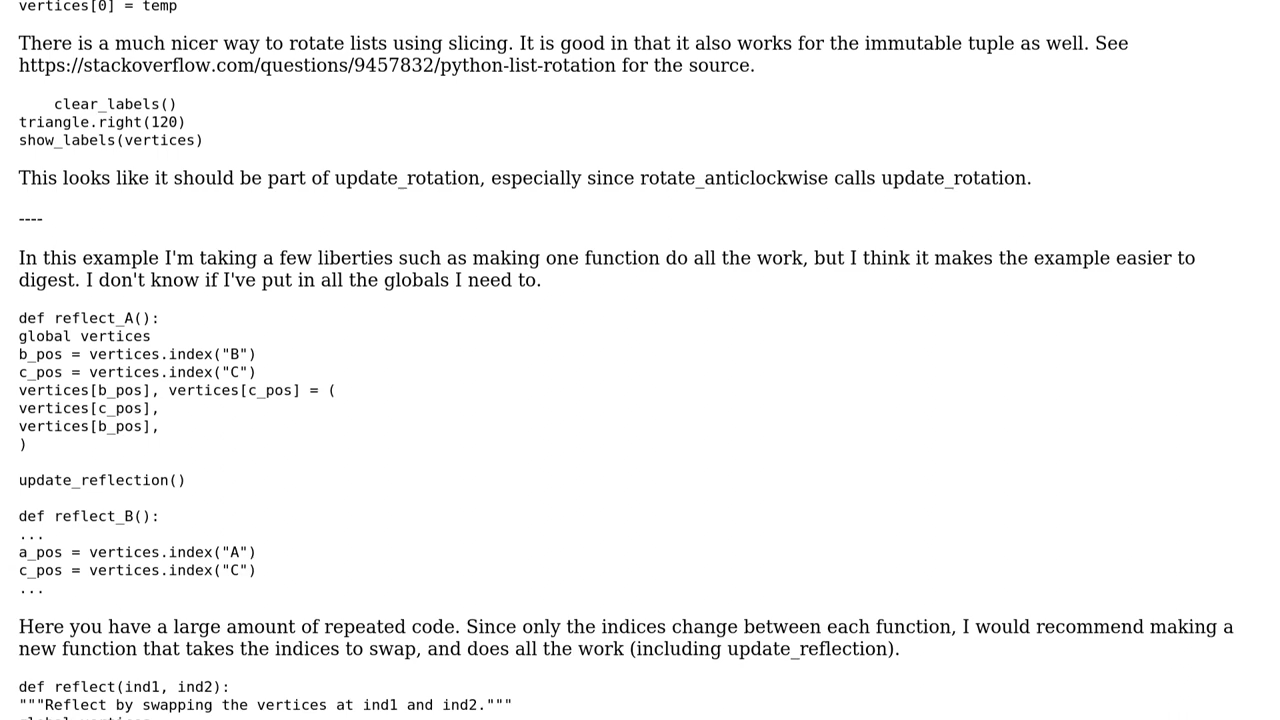 vertices[0] = temp
There is a much nicer way to rotate lists using slicing. It is good in that it also works for the immutable tuple as well. See
https://stackoverflow.com/questions/9457832/python-list-rotation for the source.
    clear_labels()
triangle.right(120)
show_labels(vertices)
This looks like it should be part of update_rotation, especially since rotate_anticlockwise calls update_rotation.
----
In this example I'm taking a few liberties such as making one function do all the work, but I think it makes the example easier to
digest. I don't know if I've put in all the globals I need to.
def reflect_A():
global vertices
b_pos = vertices.index("B")
c_pos = vertices.index("C")
vertices[b_pos], vertices[c_pos] = (
vertices[c_pos],
vertices[b_pos],
)
update_reflection()
def reflect_B():
...
a_pos = vertices.index("A")
c_pos = vertices.index("C")
...
Here you have a large amount of repeated code. Since only the indices change between each function, I would recommend making a
new function that takes the indices to swap, and does all the work (including update_reflection).
def reflect(ind1, ind2):
"""Reflect by swapping the vertices at ind1 and ind2."""